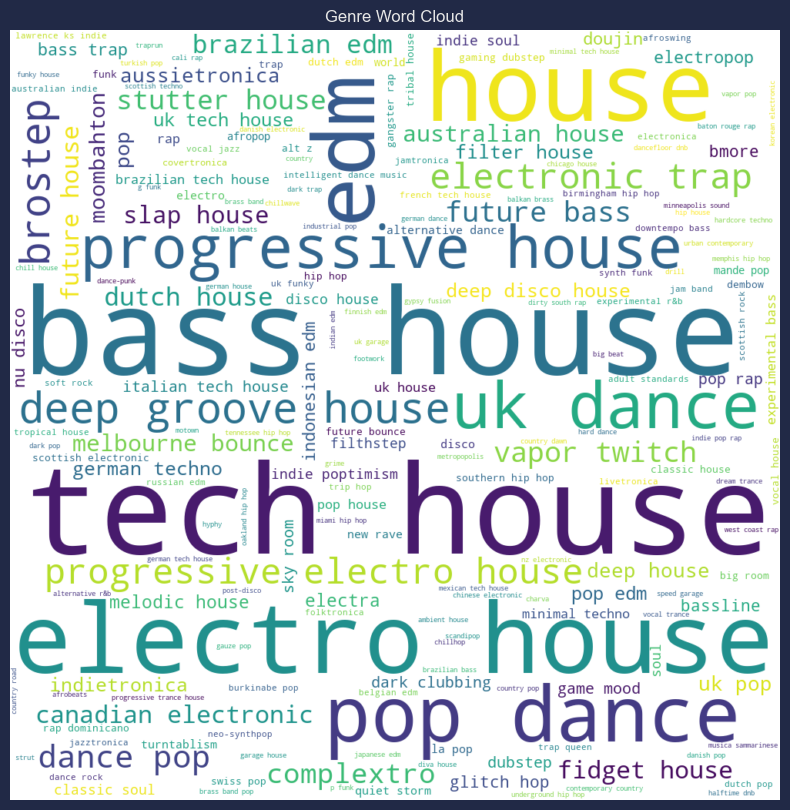 Genre Word Cloud
lawrence ks indie
traprun
brazilian edm
indie soul
doujin
afroswing
bass trap
cali rap
turkish pop
trap
dutch edm
world
gaming dubstep
minimal tech house
electropop
funky house
funk
aussietronica
scottish techno
australian indie
edm
gangster rap
tribal house
house
vapor pop
korean electronic
brostep
future house
moombahton
pop
stutter house
uk tech house
danish electronic
rap
afropop
vocal jazz
alt z
covertronica
country
australian house
electronica
baton rouge rap
dancefloor dnb
filter house
bmore
jamtronica
chicago house
brazilian tech house
intelligent dance music
g funk
electro
dark trap
brass band
chillwave
electronic trap
french tech house
birmingham hip hop
slap house
balkan beats
industrial pop
german dance
future bass
balkan brass
minneapolis sound
hip house
hardcore techno
alternative dance
downtempo bass
progressive house
urban contemporary
memphis hip hop
chill house
dance-punk
german house
uk funky
hip hop
synth funk
drill
mande pop
dutch house
disco house
gypsy fusion
deep disco house
dirty south rap
jam band
experimental r&b
dembow
nu disco
bass house
finnish edm
indian edm
indonesian edm
uk garage
footwork
big beat
scottish rock
experimental bass
soft rock
italian tech house
uk house
adult standards
pop rap
deep groove house
uk dance
tropical house
motown
tennessee hip hop
future bounce
dark pop
melbourne bounce
filthstep
disco
country dawn
hard dance
indie pop rap
scottish electronic
grime
metropopolis
vapor twitch
vocal house
german techno
indie poptimism
southern hip hop
livetronica
classic house
dream trance
russian edm
trip hop
tech house
pop house
oakland hip hop
hyphy
miami hip hop
sky room
new rave
west coast rap
german tech house
nz electronic
progressive electro house
deep house
big room
alternative r&b
post-disco
mexican tech house
chinese electronic
charva
pop edm
speed garage
melodic house
electra
folktronica
minimal techno
vocal trance
bassline
ambient house
electro house
gauze pop
scandipop
chillhop
soul
brazilian bass
country road
indietronica
burkinabe pop
dark clubbing
country pop
game mood
uk pop
afrobeats
progressive trance house
belgian edm
canadian electronic
pop dance
rap dominicano
neo-synthpop
jazztronica
turntablism
strut
garage house
japanese edm
la pop
trap queen
musica sammarinese
danish pop
dance pop
diva house
dubstep
fidget house
dance rock
swiss pop
complextro
glitch hop
classic soul
brass band pop
p funk
quiet storm
underground hip hop
contemporary country
dutch pop
halftime dnb